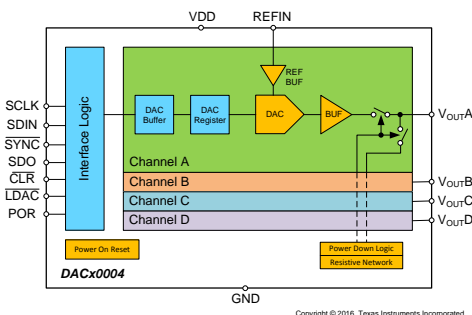 VDD
REFIN
REF
BUF
SCLK
SDIN
SYNC
SDO
CLR
LDAC
POR
Interface Logic
DAC
Buffer
DAC
Register
DAC
BUF
VOUTA
Channel A
Channel B
VOUTB
Channel C
VOUTC
Channel D
VOUTD
Power On Reset
Power Down Logic
Resistive Network
DACx0004
GND
Copyright © 2016, Texas Instruments Incorporated